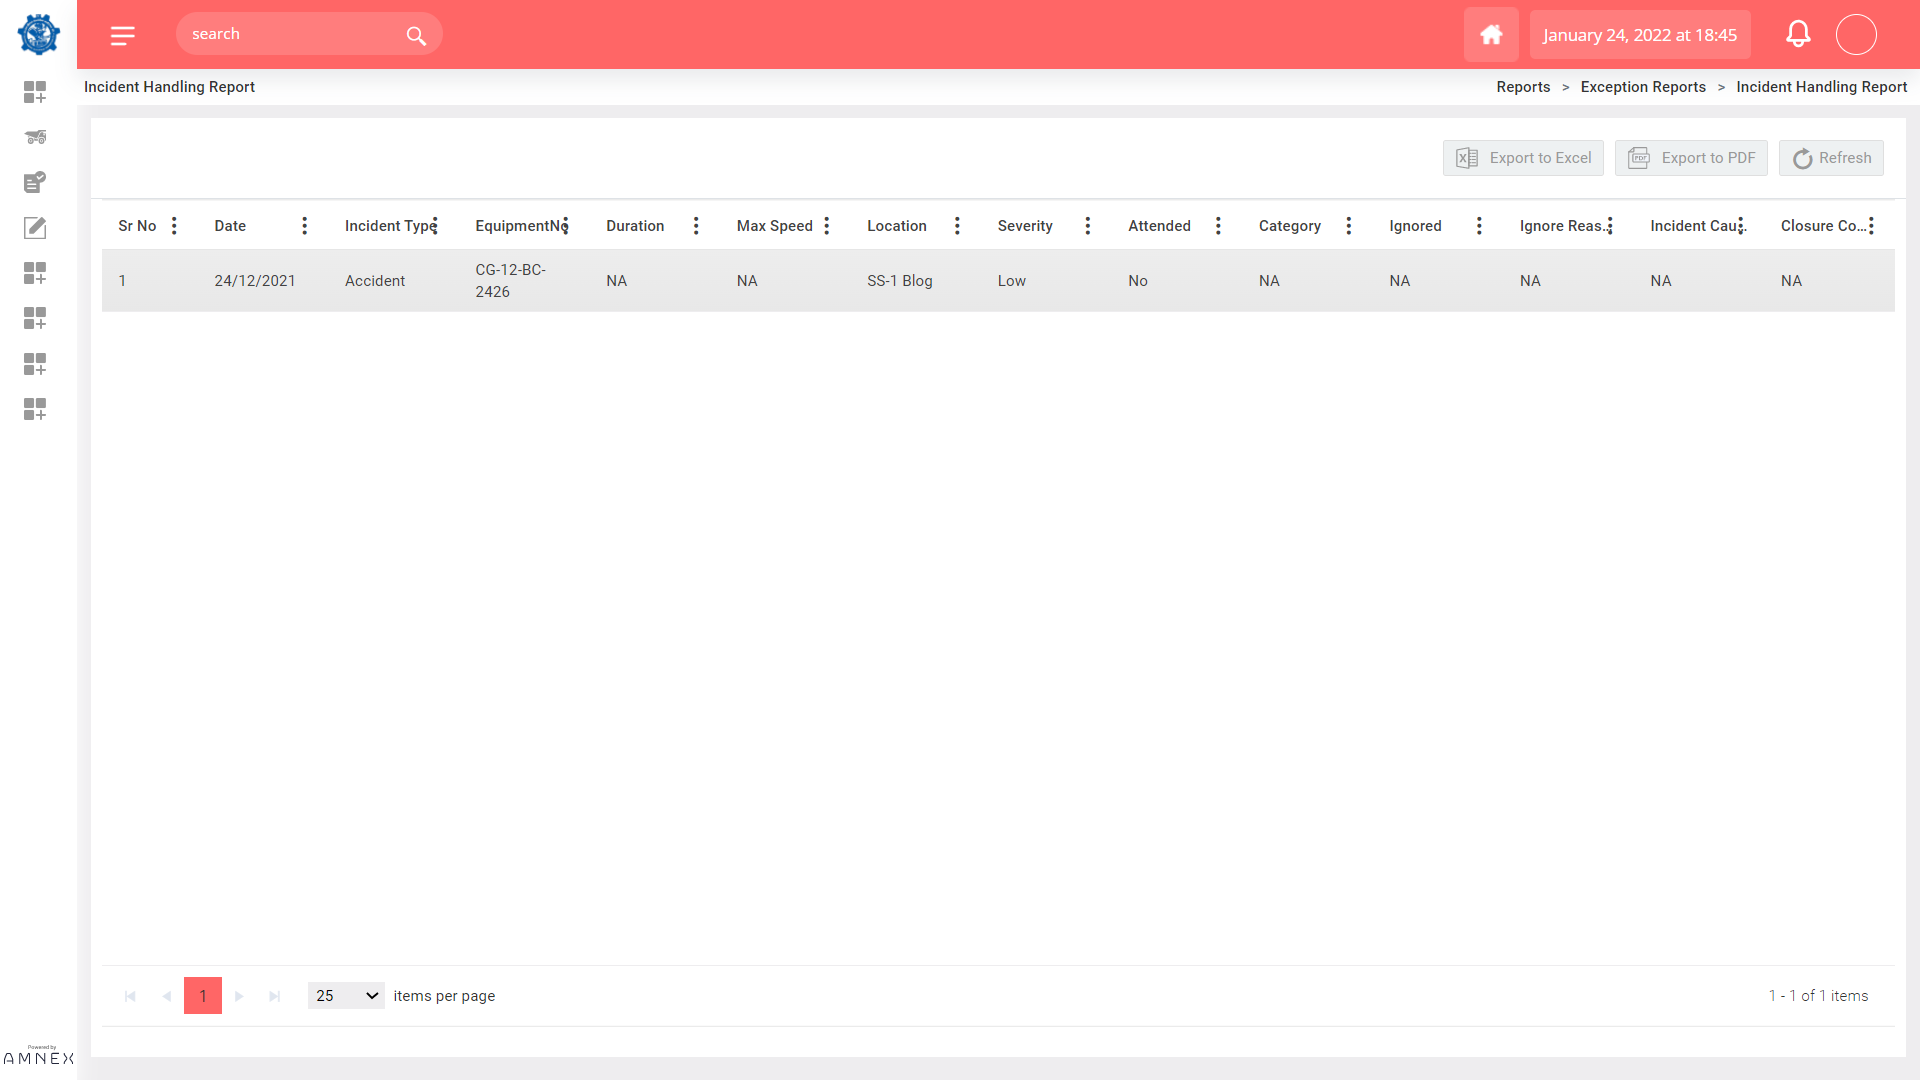 search
January 24, 2022 at 18:45
Incident Handling Report
Reports > Exception Reports > Incident Handling Report
Export to Excel
Export to PDF
Refresh
Sr No Date Incident Type EquipmentNo Duration Max Speed Location Severity Attended Category Ignored Ignore Reas... Incident Cau... Closure Co...
1 24/12/2021 Accident CG-12-BC- NA NA SS-1 Blog Low No NA NA NA NA NA
2426
1 25 items per page 1 - 1 of 1 items
Powered by
AMNEX